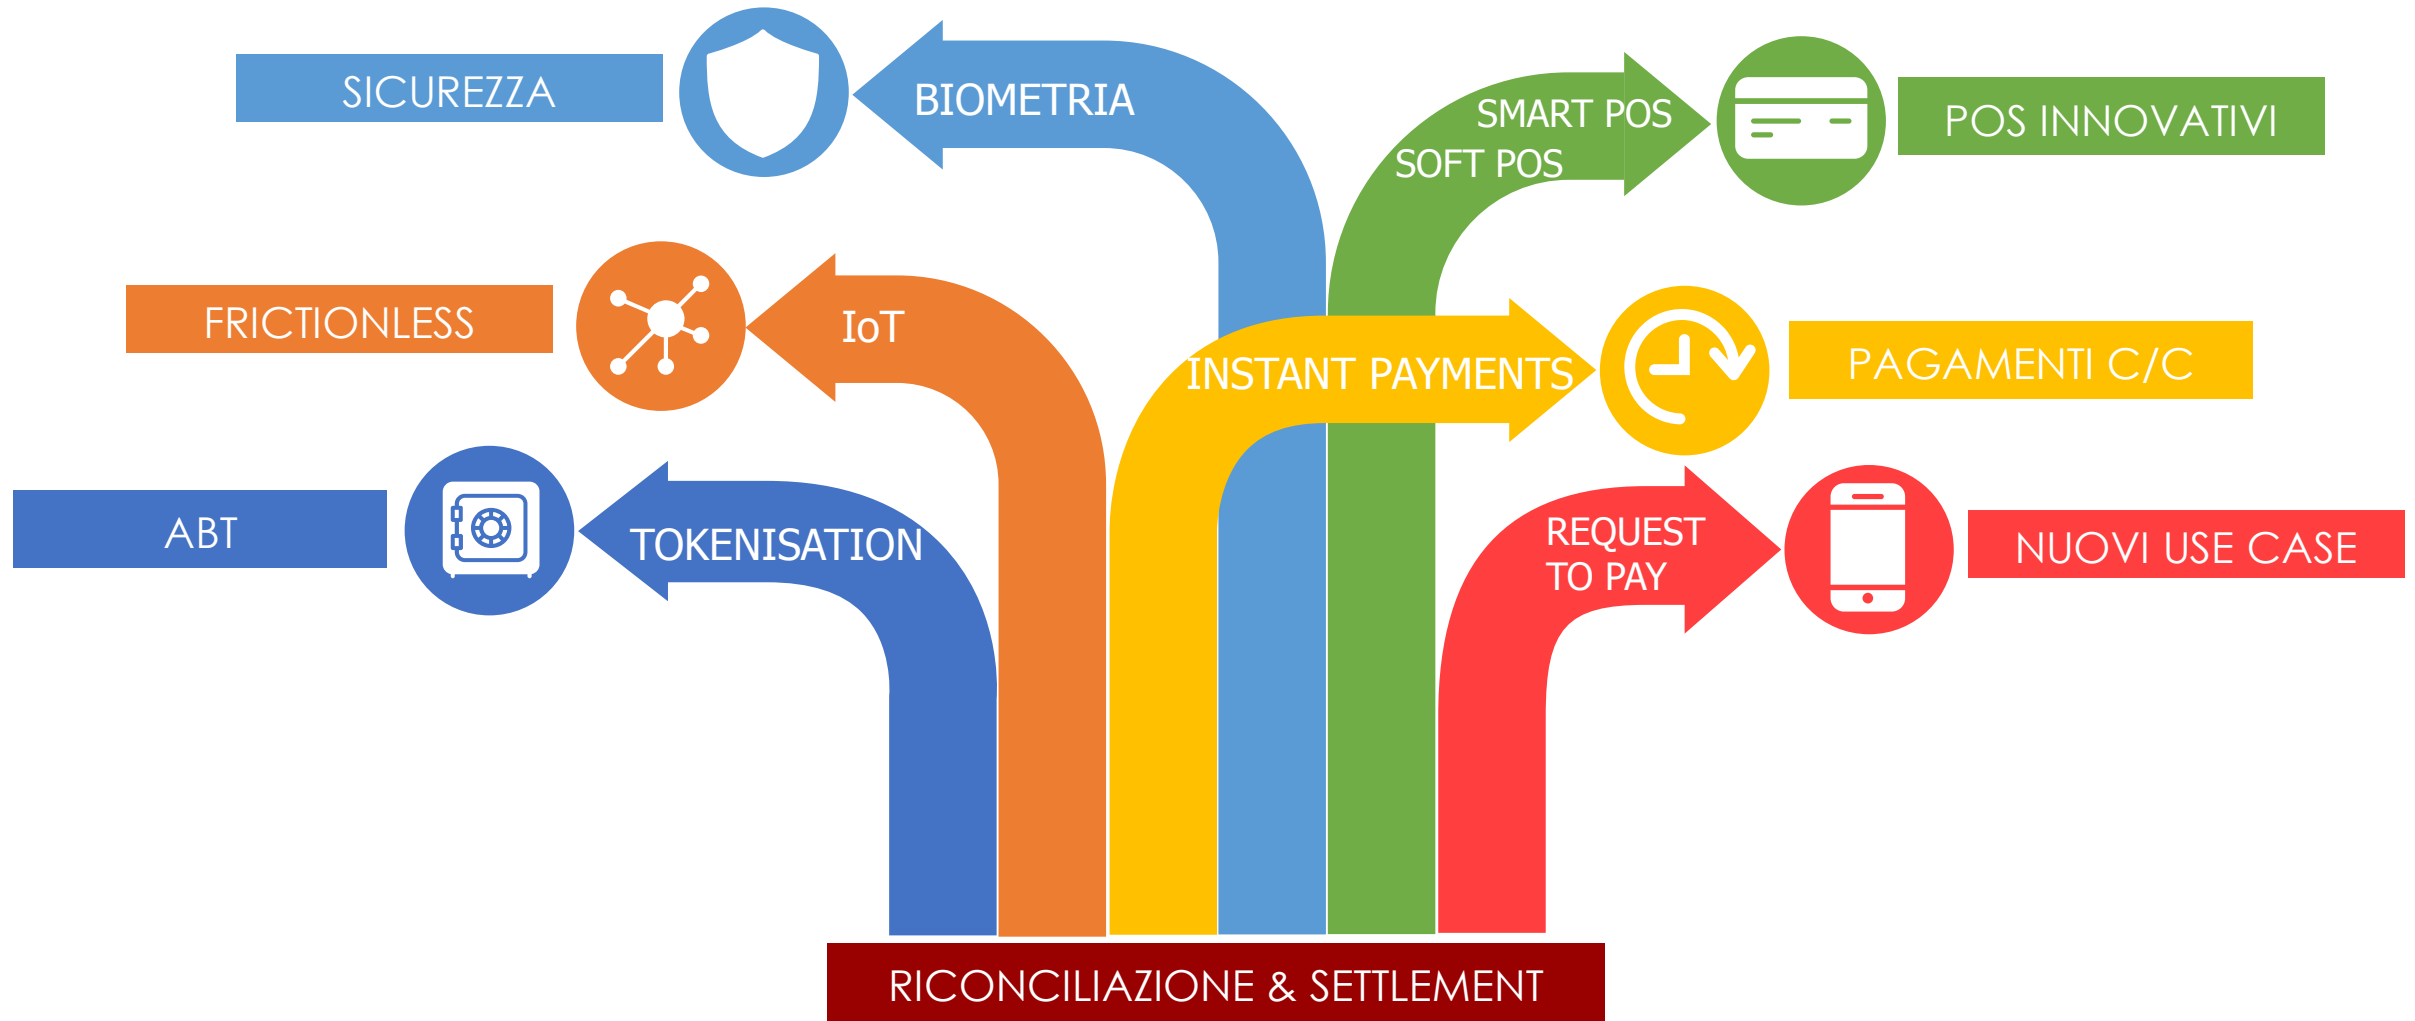 SICUREZZA
BIOMETRIA
SMART POS
SOFT POS
POS INNOVATIVI
FRICTIONLESS
IoT
INSTANT PAYMENTS
PAGAMENTI C/C
ABT
TOKENISATION
REQUEST
TO PAY
NUOVI USE CASE
RICONCILIAZIONE & SETTLEMENT